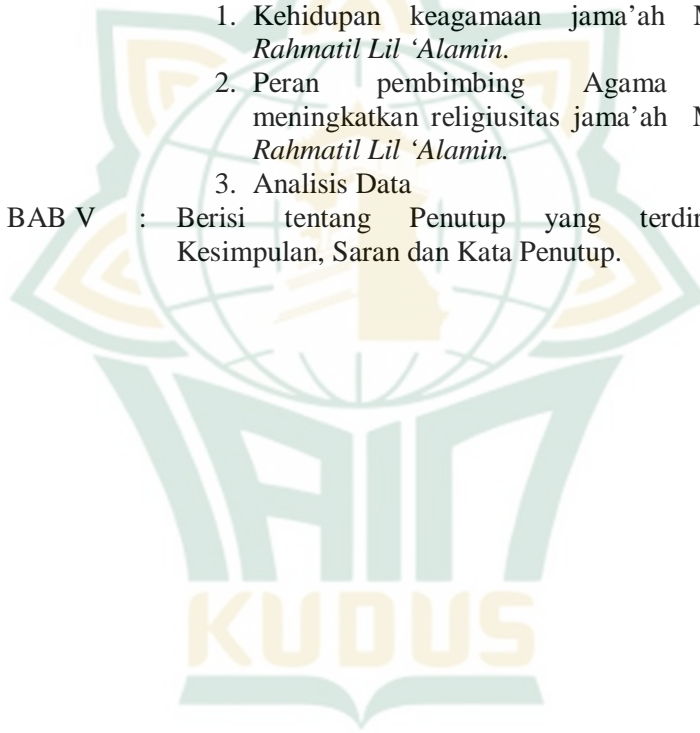 1. Kehidupan keagamaan jama’ah
Rahmatil Lil ‘Alamin.
2. Peran pembimbing Agama
meningkatkan religiusitas jama’ah
Rahmatil Lil ‘Alamin.
3. Analisis Data
BAB V : Berisi tentang Penutup yang
Kesimpulan, Saran dan Kata Penutup.
IAIN
KUDUS